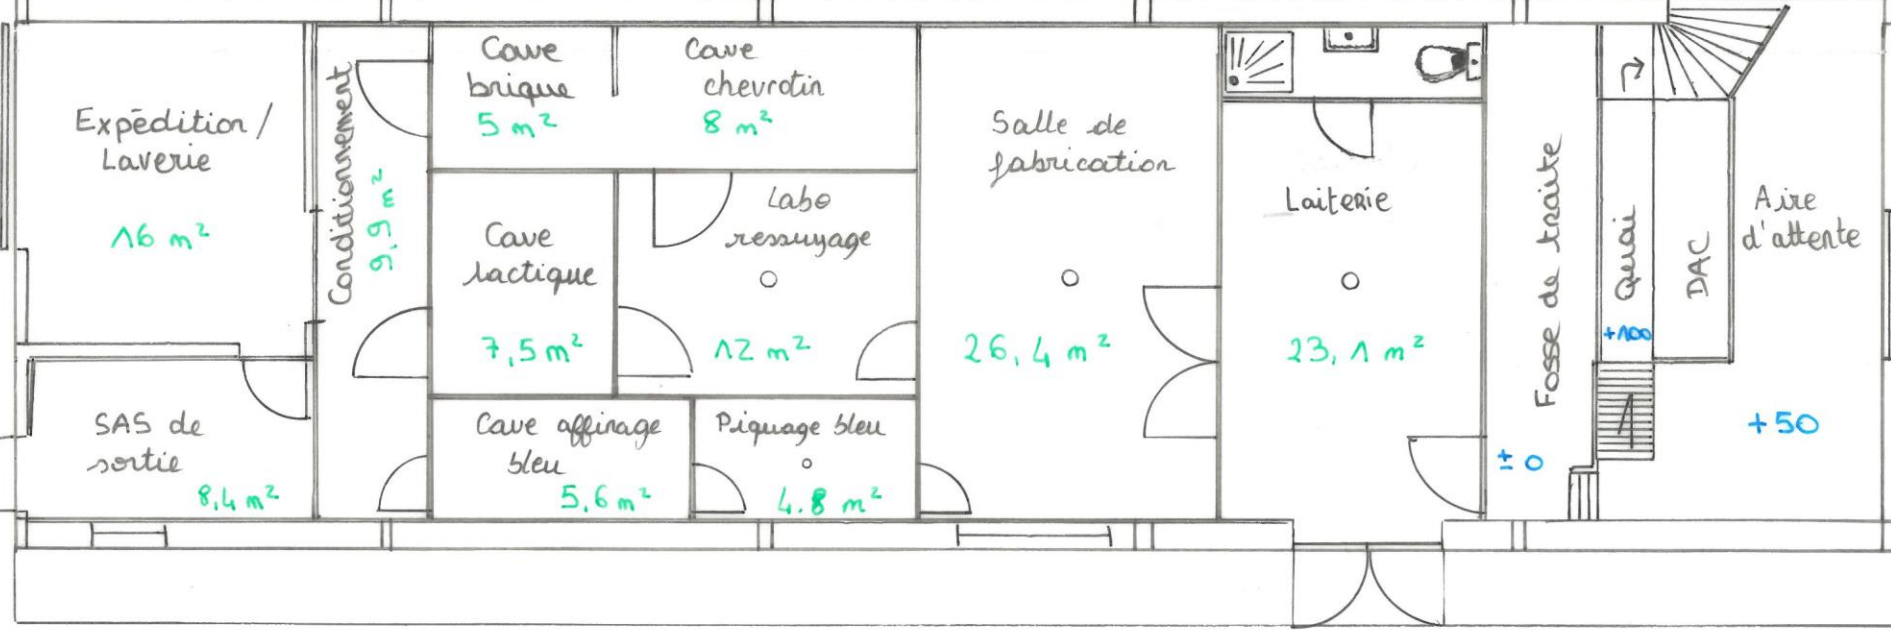 Expédition /
Laverie
16 m²
SAS de
sortie
8,4 m²
Conditionnement
9,9 m²
Cave
brique
5 m²
Cave
chevrotin
8 m²
Cave
lactique
7,5 m²
Labo
ressuyage
12 m²
Cave affinage
bleu
5,6 m²
Piquage bleu
4.8 m²
Salle de
fabrication
26,4 m²
Laiterie
23,1 m²
Fosse de traite
± 0
Quai
+100
DAC
Aire
d'attente
+50